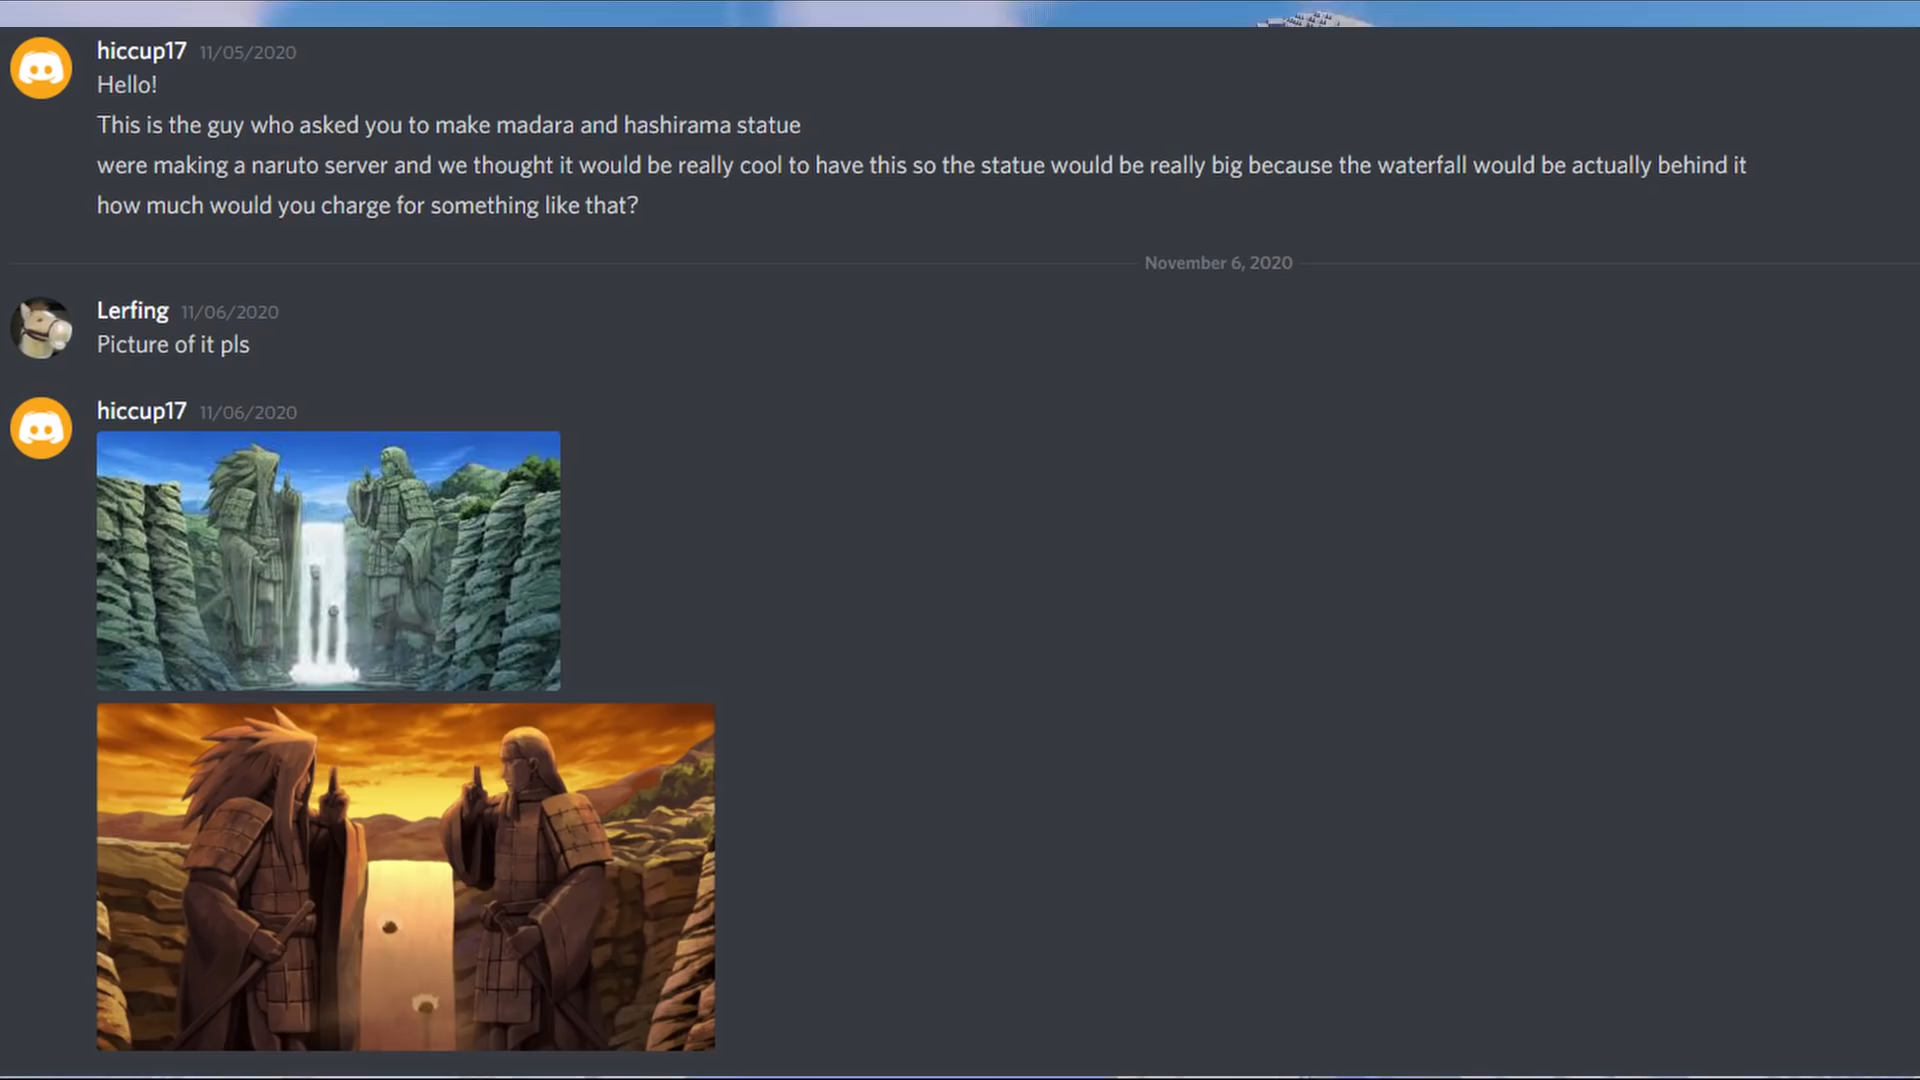 hiccup17 11/05/2020
Hello!
This is the guy who asked you to make madara and hashirama statue
were making a naruto server and we thought it would be really cool to have this so the statue would be really big because the waterfall would be actually behind it
how much would you charge for something like that?
November 6, 2020
Lerfing 11/06/2020
Picture of it pls
hiccup17 11/06/2020